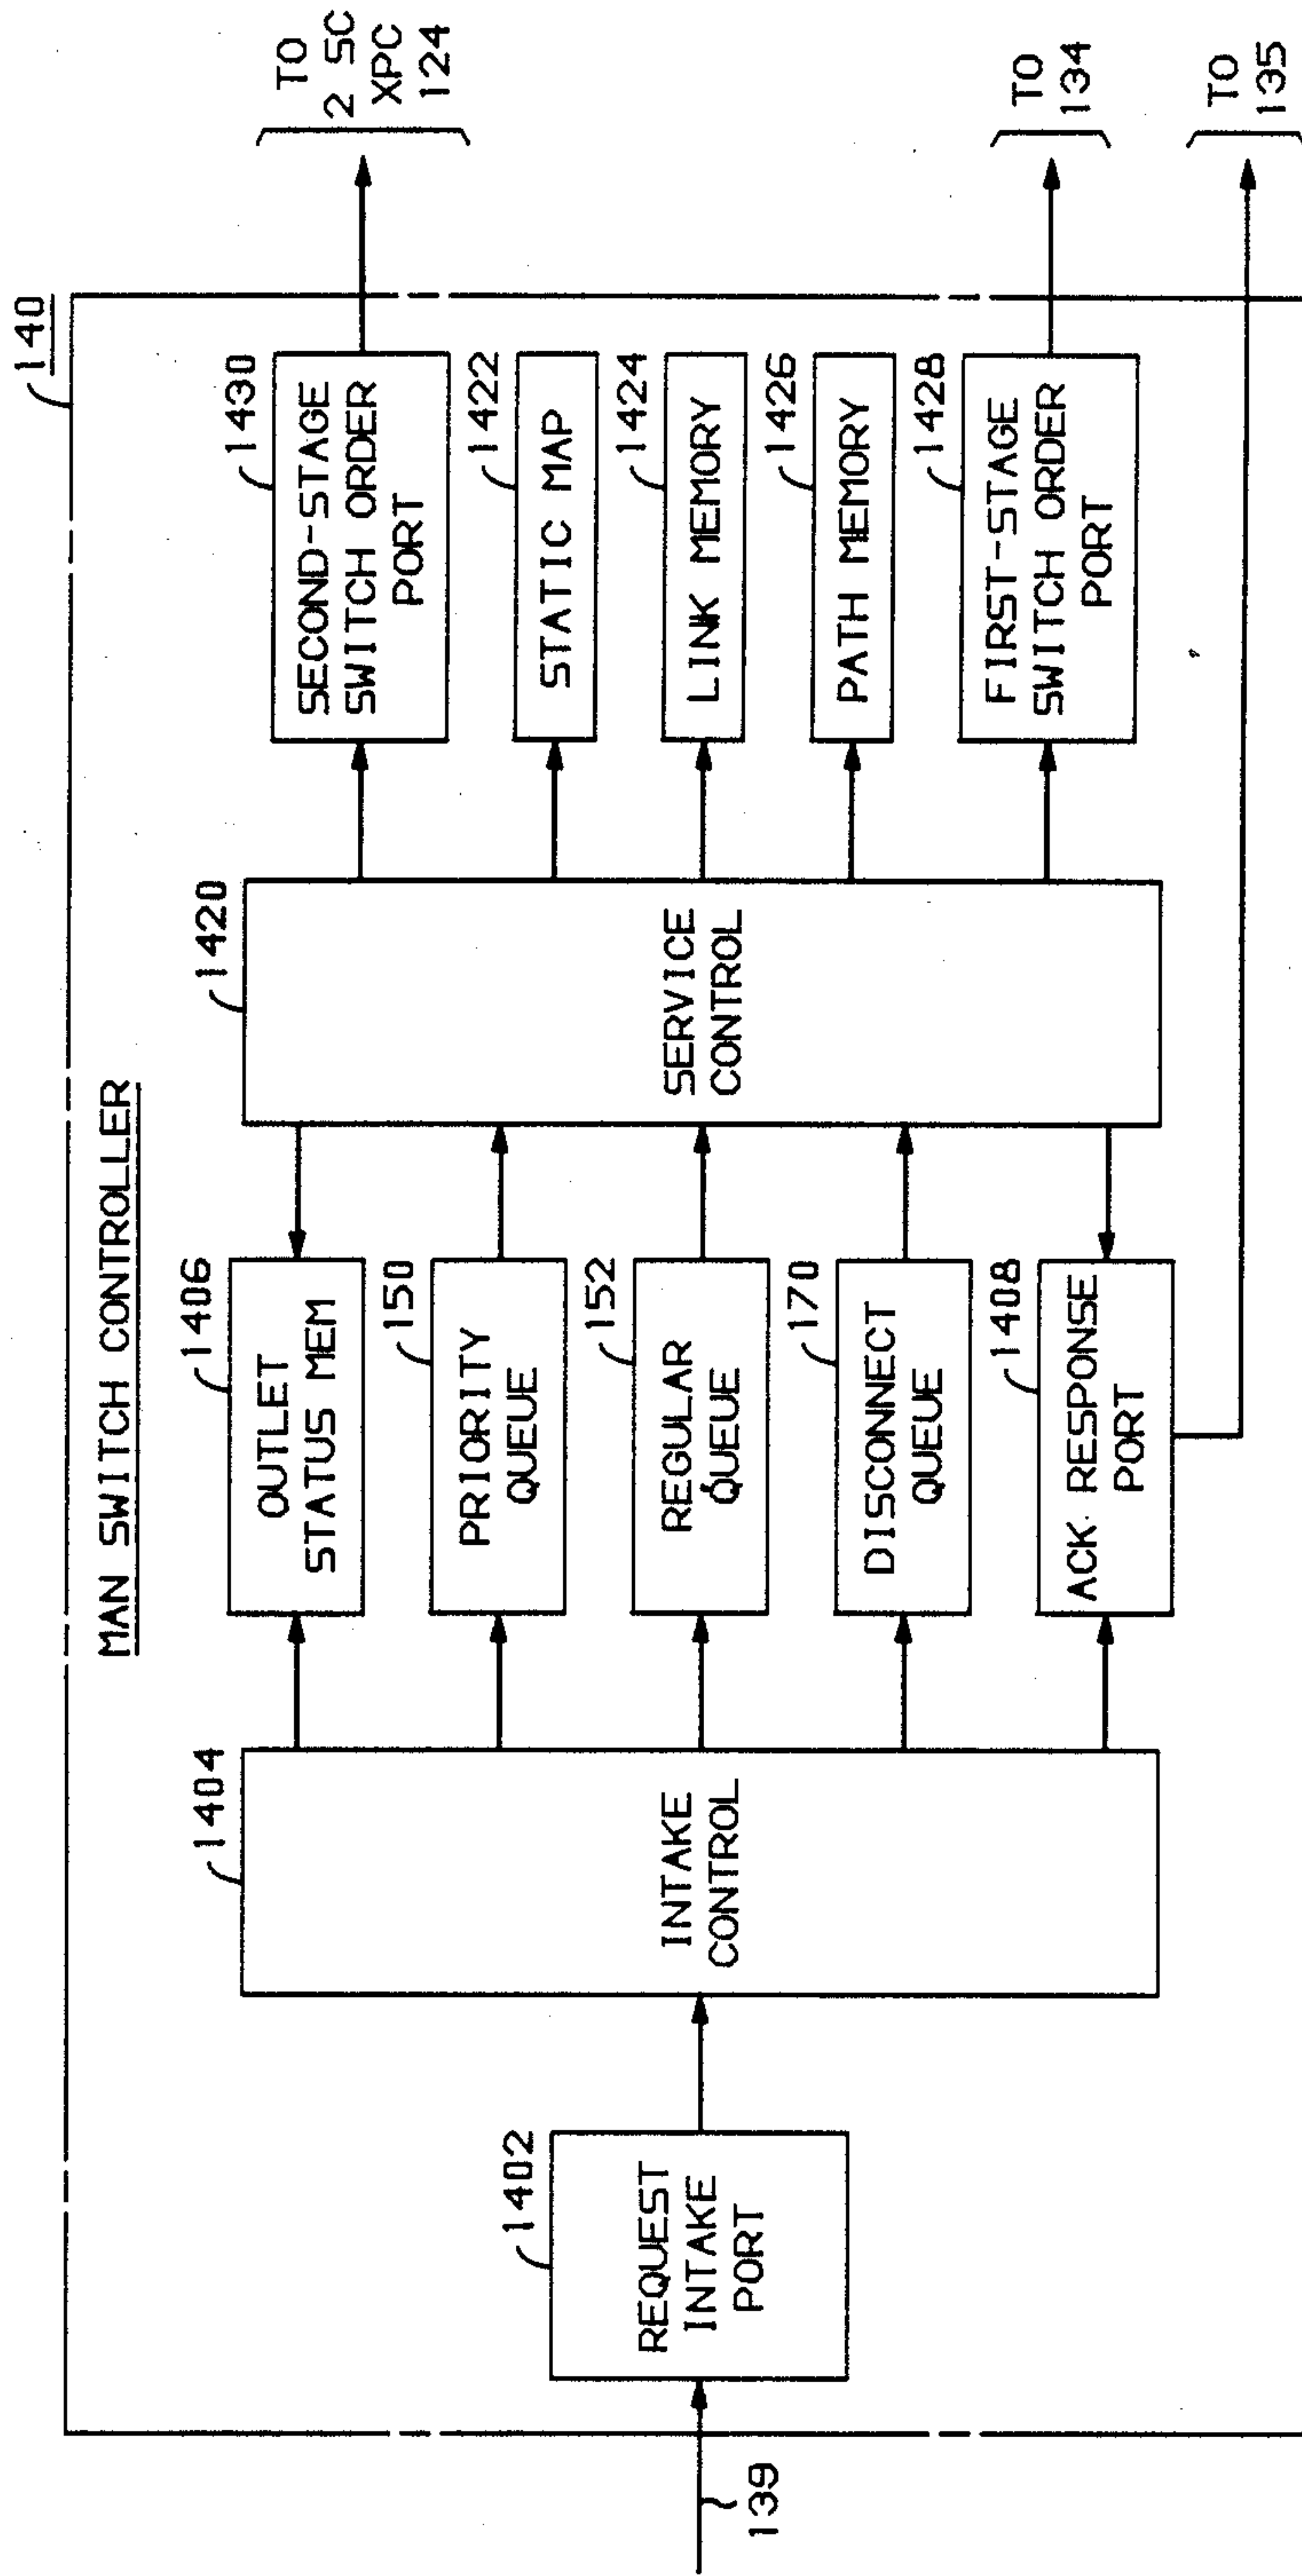 MAN SWITCH CONTROLLER
140
139
1402
REQUEST
INTAKE
PORT
1404
INTAKE
CONTROL
1406
OUTLET
STATUS MEM
150
PRIORITY
QUEUE
152
REGULAR
QUEUE
170
DISCONNECT
QUEUE
1408
ACK RESPONSE
PORT
1420
SERVICE
CONTROL
1430
SECOND-STAGE
SWITCH ORDER
PORT
1422
STATIC MAP
1424
LINK MEMORY
1426
PATH MEMORY
1428
FIRST-STAGE
SWITCH ORDER
PORT
TO
2 SC
XPC
124
TO
134
TO
135